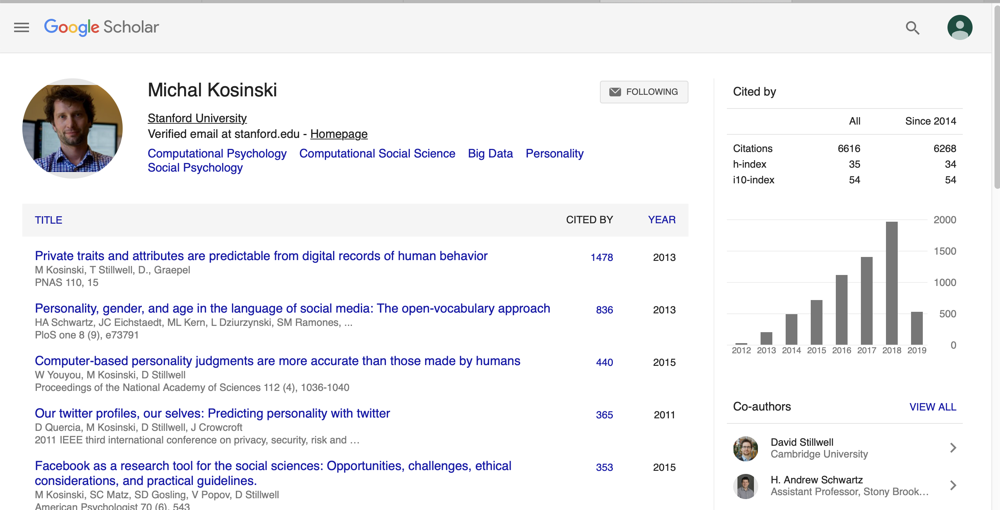 Google Scholar
Michal Kosinski
FOLLOWING
Stanford University
Verified email at stanford.edu - Homepage
Computational Psychology Computational Social Science Big Data Personality
Social Psychology
TITLE CITED BY YEAR
Private traits and attributes are predictable from digital records of human behavior 1478 2013
M Kosinski, T Stillwell, D., Graepel
PNAS 110, 15
Personality, gender, and age in the language of social media: The open-vocabulary approach 836 2013
HA Schwartz, JC Eichstaedt, ML Kern, L Dziurzynski, SM Ramones, ...
PloS one 8 (9), e73791
Computer-based personality judgments are more accurate than those made by humans 440 2015
W Youyou, M Kosinski, D Stillwell
Proceedings of the National Academy of Sciences 112 (4), 1036-1040
Our twitter profiles, our selves: Predicting personality with twitter 365 2011
D Quercia, M Kosinski, D Stillwell, J Crowcroft
2011 IEEE third international conference on privacy, security, risk and …
Facebook as a research tool for the social sciences: Opportunities, challenges, ethical 353 2015
considerations, and practical guidelines.
M Kosinski, SC Matz, SD Gosling, V Popov, D Stillwell
American Psychologist 70 (6), 543
Cited by
All Since 2014
Citations 6616 6268
h-index 35 34
i10-index 54 54
2000
1500
1000
500
0
2012 2013 2014 2015 2016 2017 2018 2019
Co-authors VIEW ALL
David Stillwell
Cambridge University
H. Andrew Schwartz
Assistant Professor, Stony Brook…